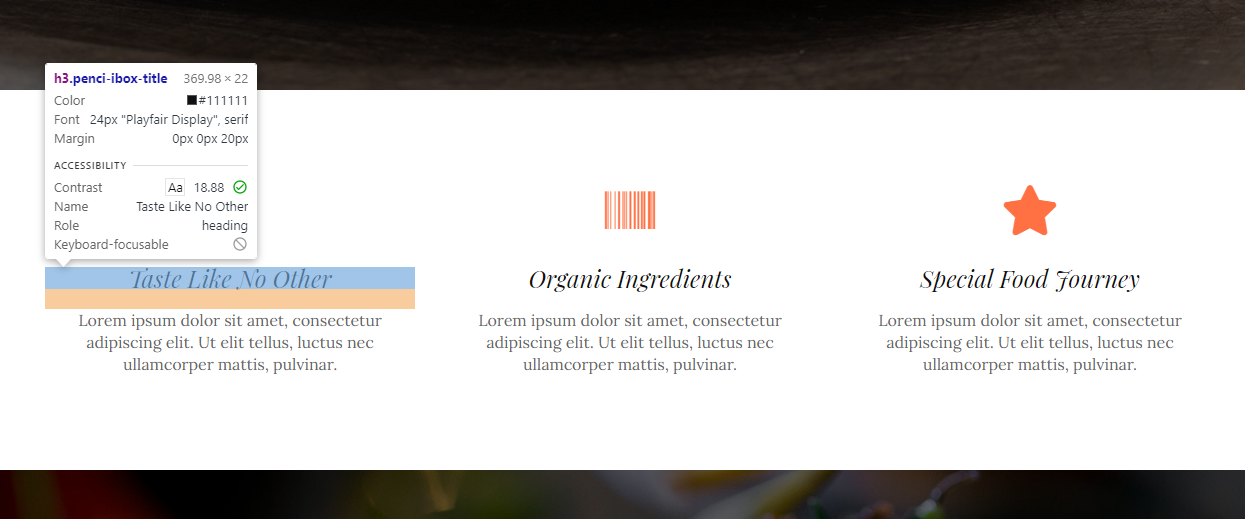 h3.penci-ibox-title 369.98 × 22
Color #111111
Font 24px "Playfair Display", serif
Margin 0px 0px 20px
ACCESSIBILITY
Contrast Aa 18.88
Name Taste Like No Other
Role heading
Keyboard-focusable
Taste Like No Other
Lorem ipsum dolor sit amet, consectetur
adipiscing elit. Ut elit tellus, luctus nec
ullamcorper mattis, pulvinar.
Organic Ingredients
Lorem ipsum dolor sit amet, consectetur
adipiscing elit. Ut elit tellus, luctus nec
ullamcorper mattis, pulvinar.
Special Food Journey
Lorem ipsum dolor sit amet, consectetur
adipiscing elit. Ut elit tellus, luctus nec
ullamcorper mattis, pulvinar.